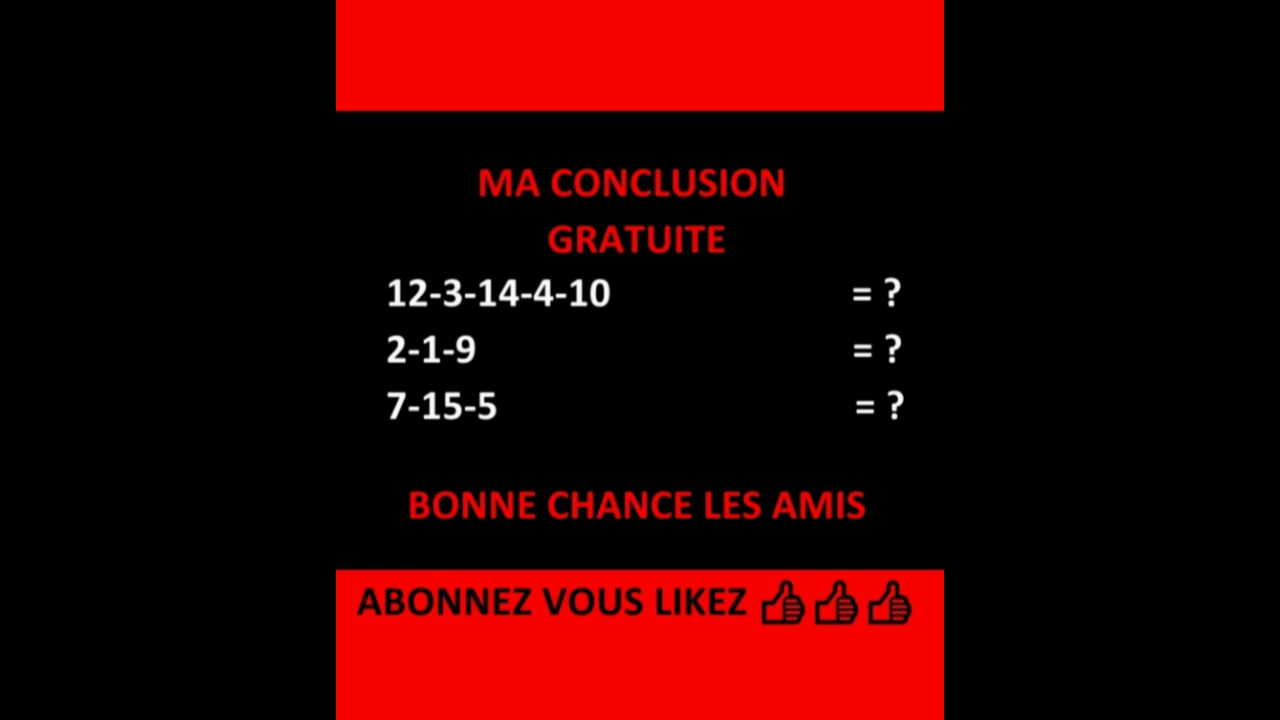 MA CONCLUSION
GRATUITE
12-3-14-4-10 = ?
2-1-9 = ?
7-15-5 = ?
BONNE CHANCE LES AMIS
ABONNEZ VOUS LIKEZ 👍👍👍